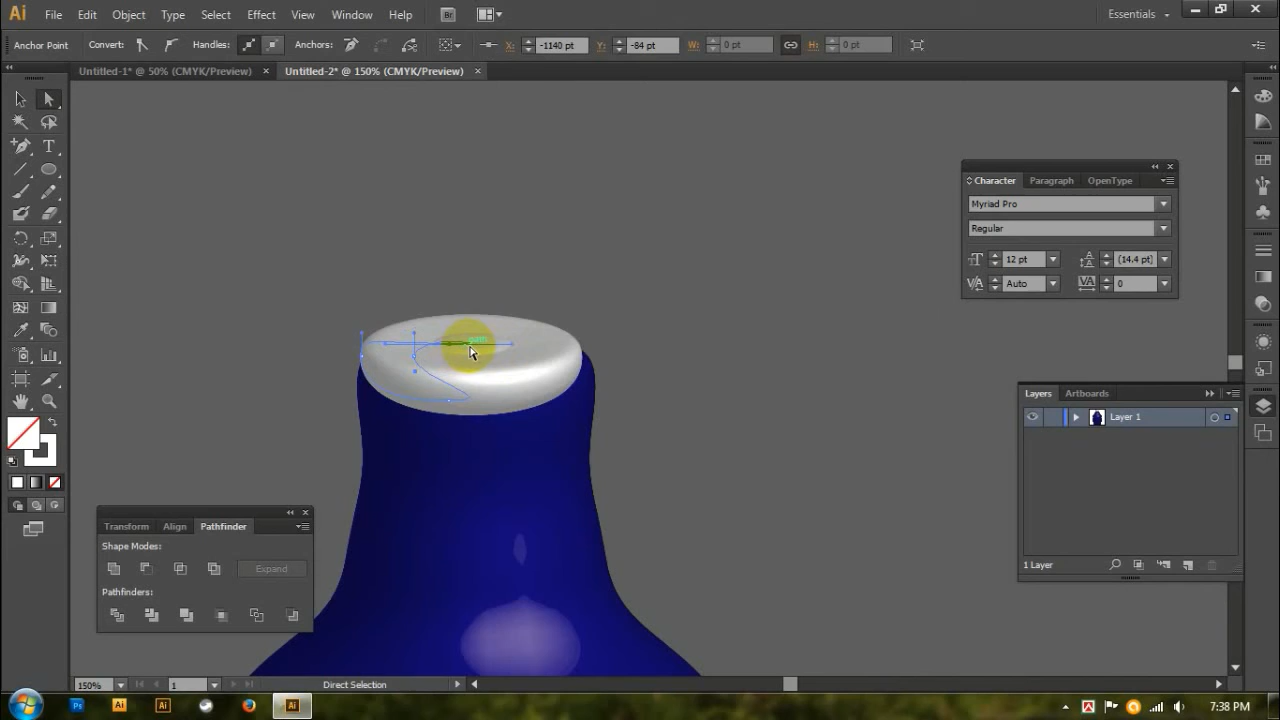 Ai File Edit Object Type Select Effect View Window Help Br Essentials
Anchor Point Convert: Handles: Anchors: X: -1140 pt Y: -84 pt W: 0 pt H: 0 pt
Untitled-1* @ 50% (CMYK/Preview) × Untitled-2* @ 150% (CMYK/Preview) ×
Character Paragraph OpenType
Myriad Pro
Regular
12 pt (14.4 pt)
Auto 0
path
Layers Artboards
Layer 1
1 Layer
Transform Align Pathfinder
Shape Modes:
Expand
Pathfinders:
150% 1 Direct Selection
Ps Ai Ai Ai 7:38 PM